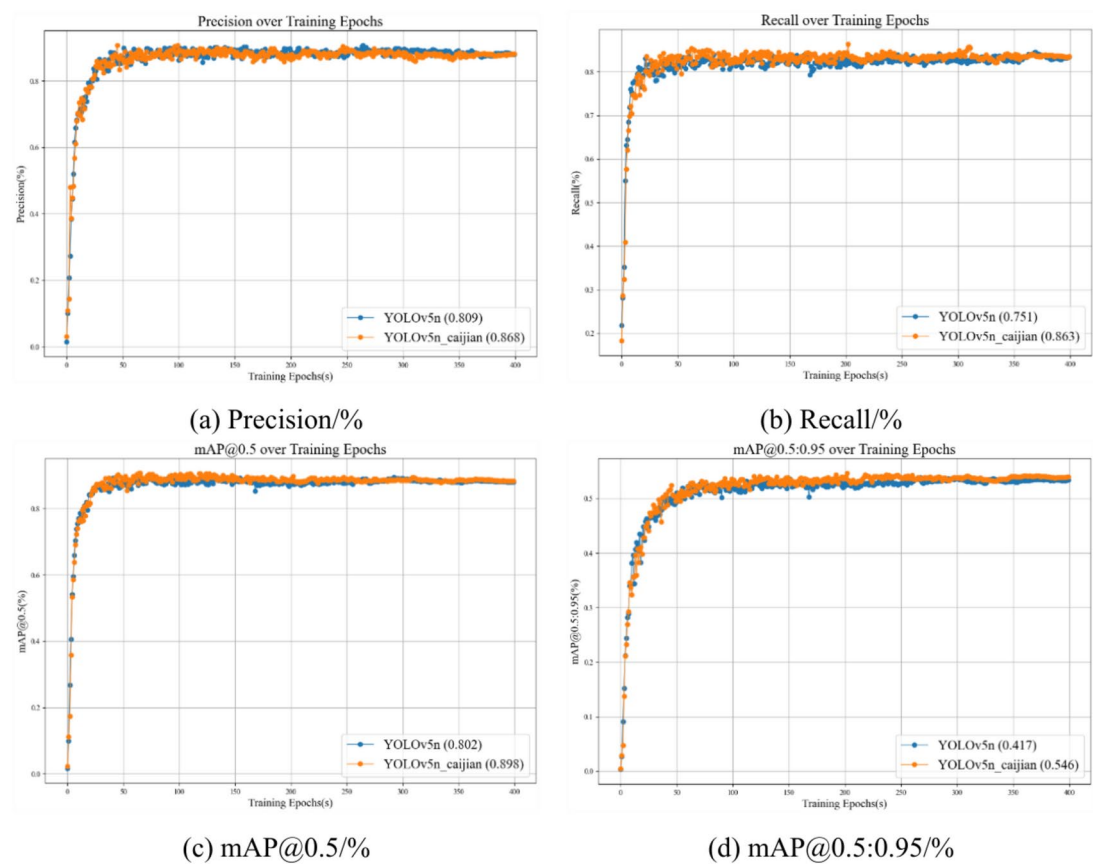 Precision over Training Epochs
0.8
0.6
0.4
0.2
0.0
Precision(%)
YOLOv5n (0.809)
YOLOv5n_caijian (0.868)
0 50 100 150 200 250 300 350 400
Training Epochs(s)
(a) Precision/%
Recall over Training Epochs
0.8
0.7
0.6
0.5
0.4
0.3
0.2
Recall(%)
YOLOv5n (0.751)
YOLOv5n_caijian (0.863)
0 50 100 150 200 250 300 350 400
Training Epochs(s)
(b) Recall/%
mAP@0.5 over Training Epochs
0.8
0.6
0.4
0.2
0.0
mAP@0.5(%)
YOLOv5n (0.802)
YOLOv5n_caijian (0.898)
0 50 100 150 200 250 300 350 400
Training Epochs(s)
(c) mAP@0.5/%
mAP@0.5:0.95 over Training Epochs
0.5
0.4
0.3
0.2
0.1
0.0
mAP@0.5:0.95(%)
YOLOv5n (0.417)
YOLOv5n_caijian (0.546)
0 50 100 150 200 250 300 350 400
Training Epochs(s)
(d) mAP@0.5:0.95/%